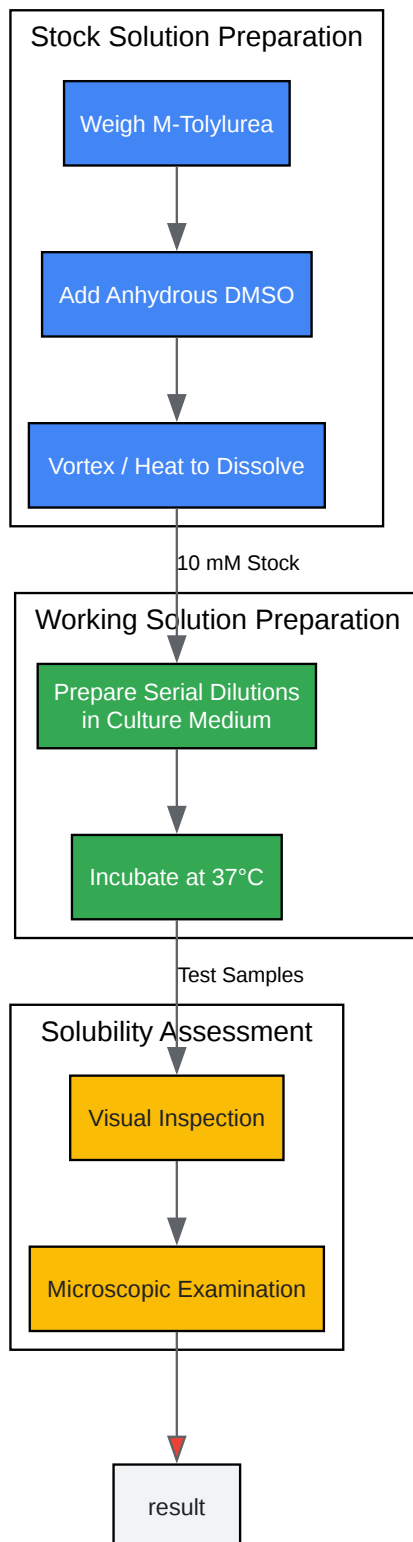 Stock Solution Preparation
Weigh M-Tolylurea
Add Anhydrous DMSO
Vortex / Heat to Dissolve
10 mM Stock
Working Solution Preparation
Prepare Serial Dilutions
in Culture Medium
Incubate at 37°C
Test Samples
Solubility Assessment
Visual Inspection
Microscopic Examination
result